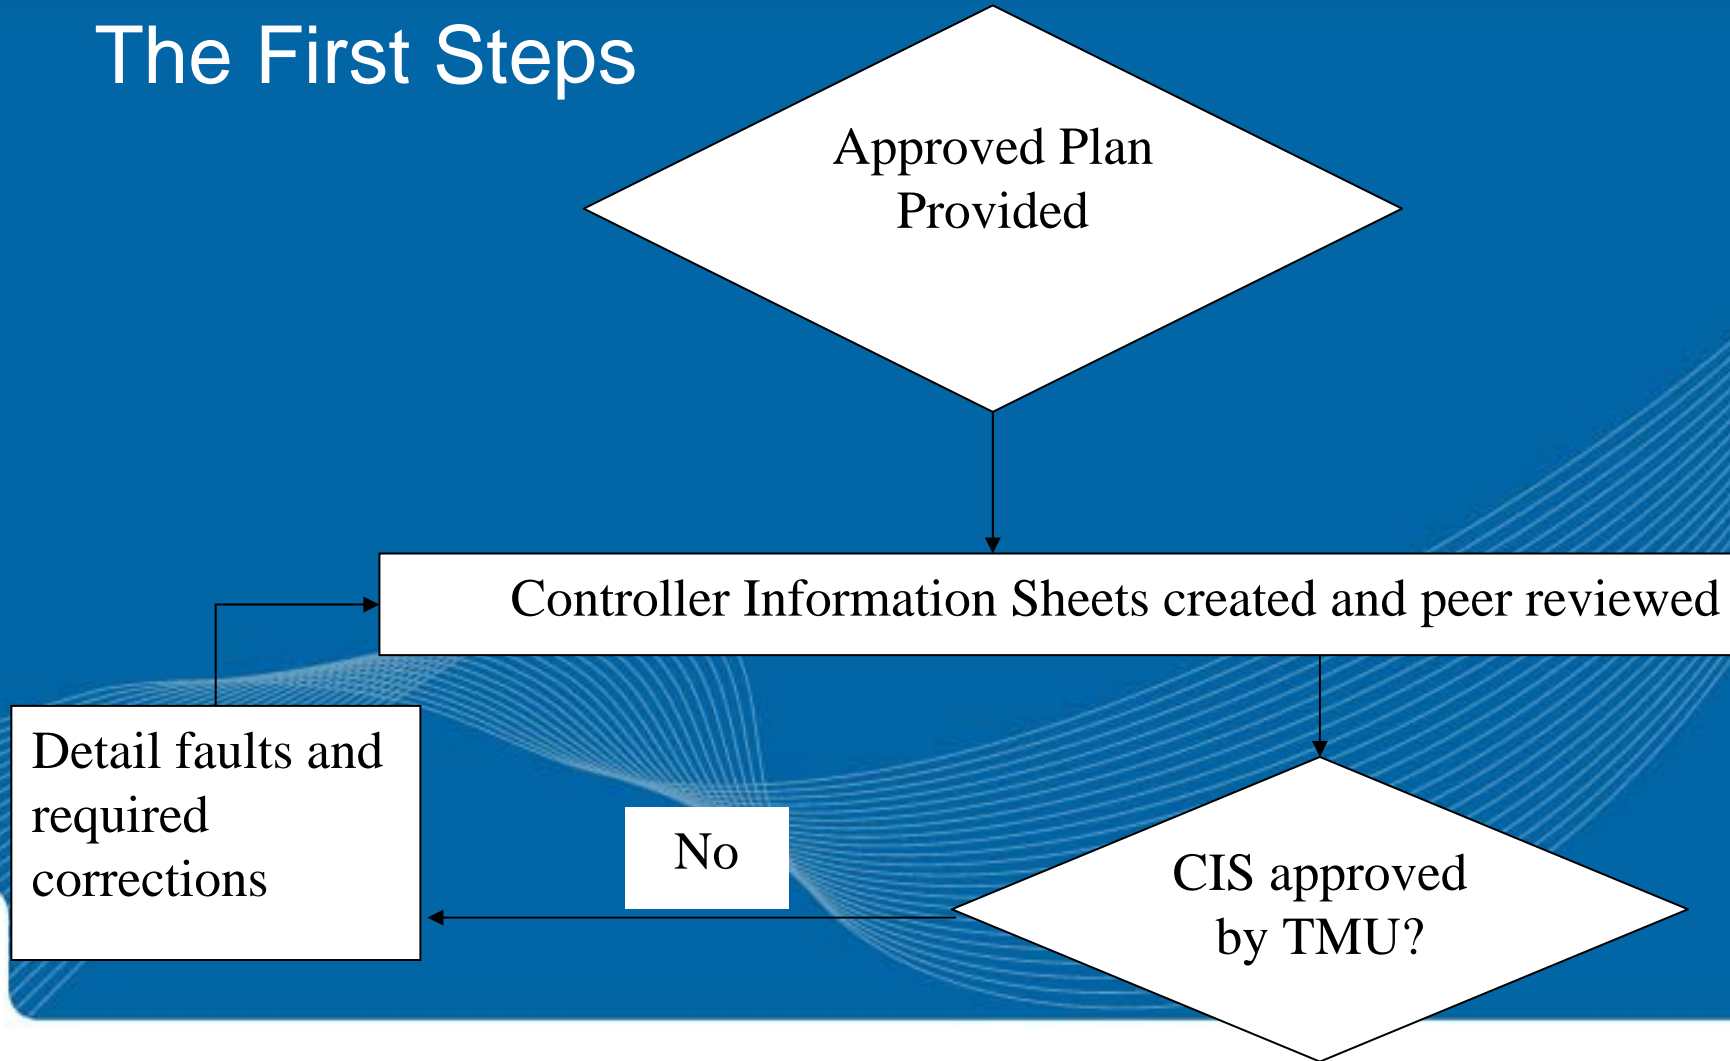 The First Steps
Approved Plan
Provided
Controller Information Sheets created and peer reviewed
Detail faults and
required
corrections
No
CIS approved
by TMU?